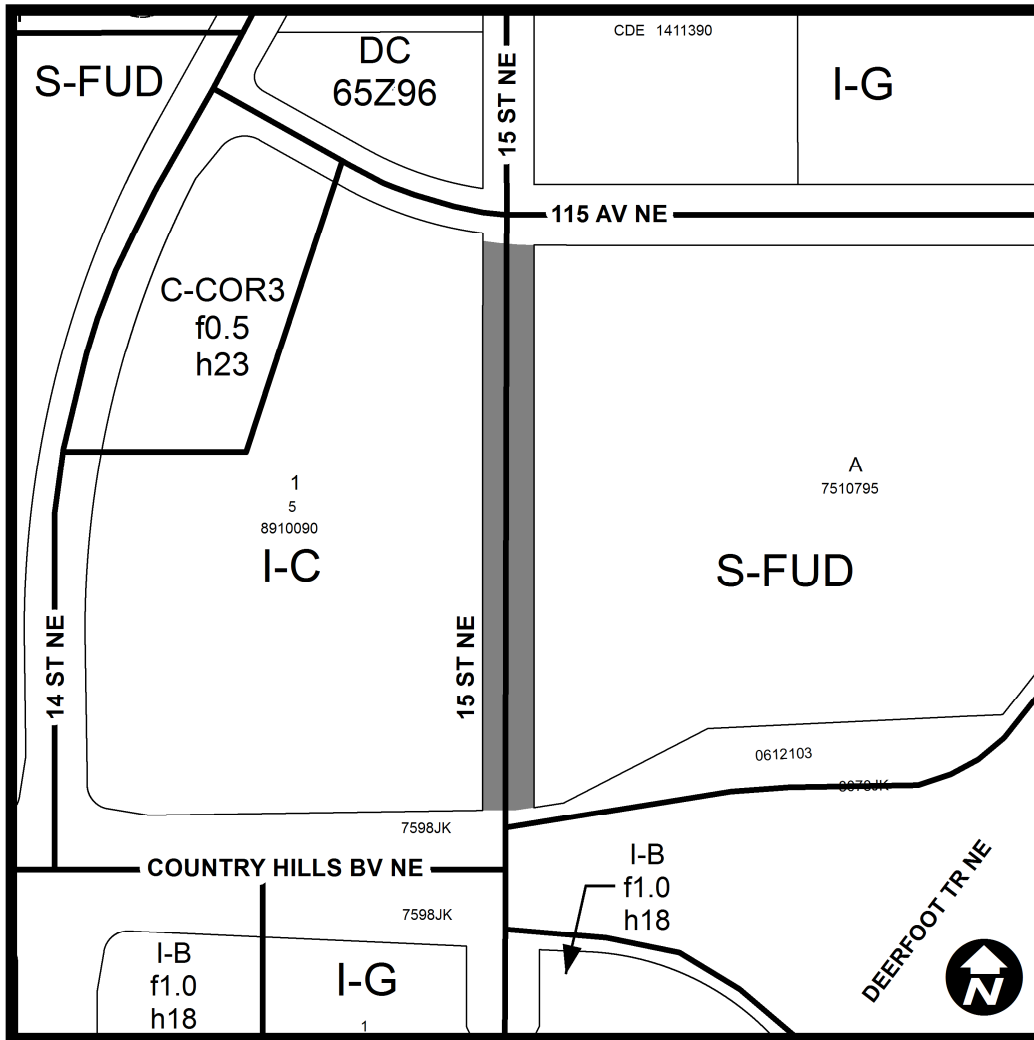 CDE 1411390
DC
65Z96
S-FUD
I-G
15 ST NE
115 AV NE
C-COR3
f0.5
h23
1
5
8910090
I-C
A
7510795
S-FUD
14 ST NE
15 ST NE
0612103
7598JK
COUNTRY HILLS BV NE
I-B
f1.0
h18
7598JK
DEERFOOT TR NE
I-B
f1.0
h18
I-G
1
N